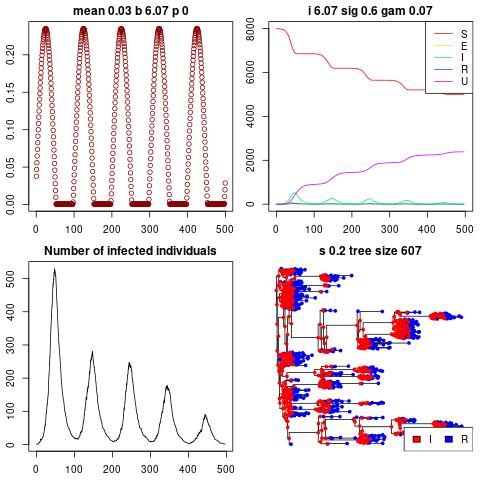 mean 0.03 b 6.07 p 0
0.00 0.05 0.10 0.15 0.20
0 100 200 300 400 500
i 6.07 sig 0.6 gam 0.07
0 2000 4000 6000 8000
0 100 200 300 400 500
S
E
I
R
U
Number of infected individuals
0 100 200 300 400 500
0 100 200 300 400 500
s 0.2 tree size 607
I R